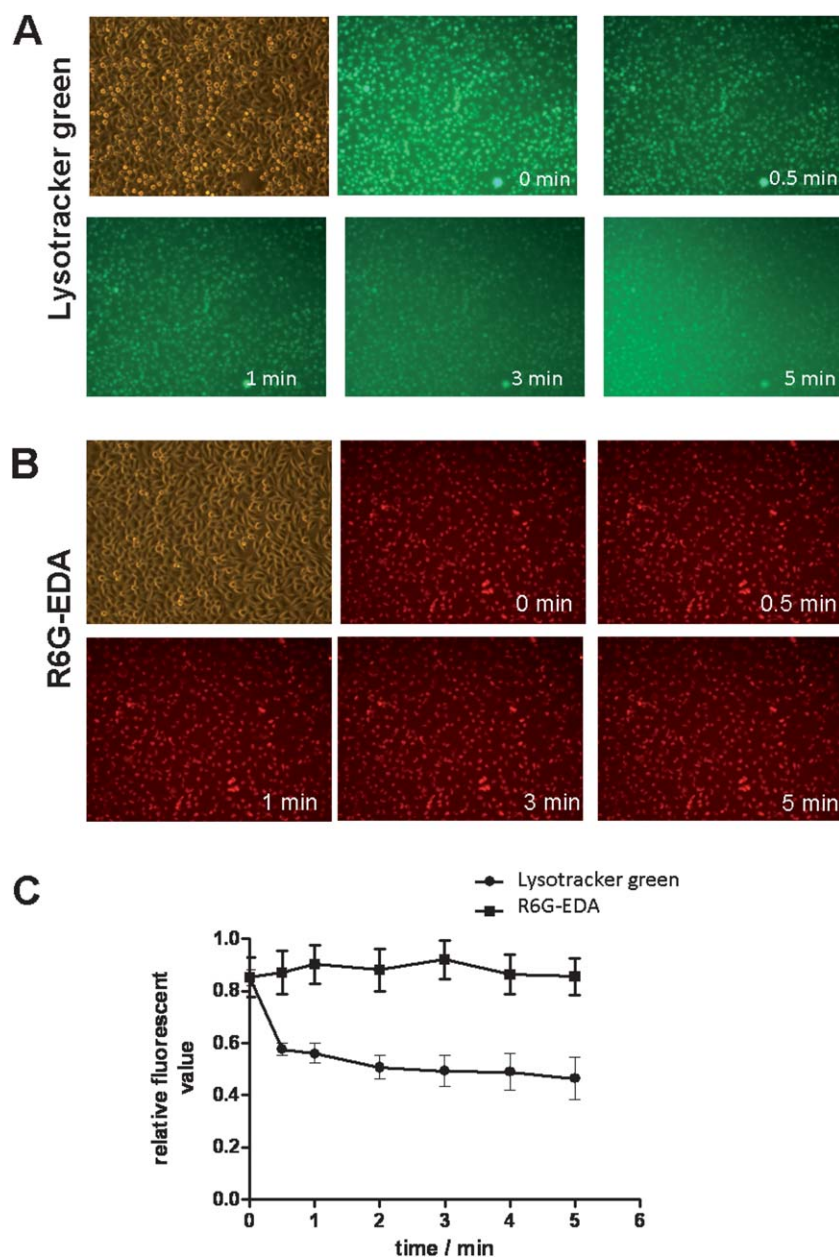 A
Lysotracker green
0 min
0.5 min
1 min
3 min
5 min
B
R6G-EDA
0 min
0.5 min
1 min
3 min
5 min
C
Lysotracker green
R6G-EDA
relative fluorescent
value
1.0
0.8
0.6
0.4
0.2
0.0
0 1 2 3 4 5 6
time / min